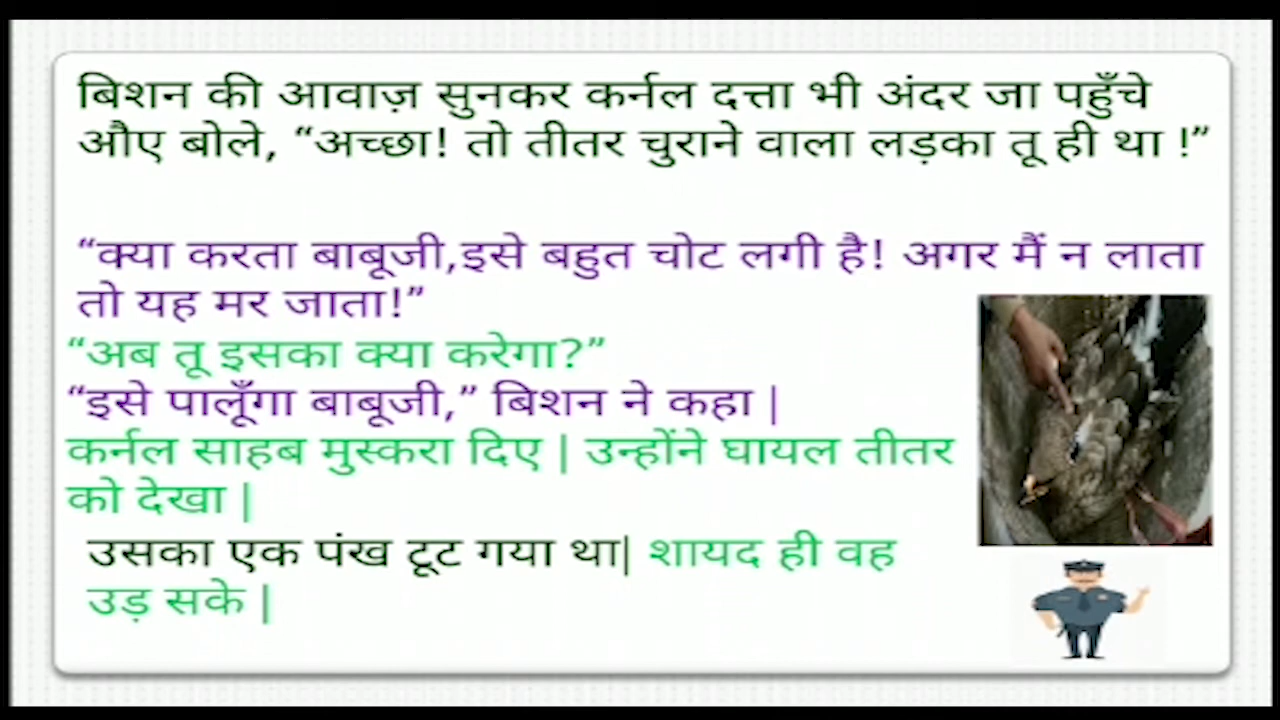 बिशन की आवाज़ सुनकर कर्नल दत्ता भी अंदर जा पहुँचे
औए बोले, “अच्छा! तो तीतर चुराने वाला लड़का तू ही था !”
“क्या करता बाबूजी,इसे बहुत चोट लगी है! अगर मैं न लाता
तो यह मर जाता!”
“अब तू इसका क्या करेगा?”
“इसे पालूँगा बाबूजी,” बिशन ने कहा |
कर्नल साहब मुस्करा दिए | उन्होंने घायल तीतर
को देखा |
उसका एक पंख टूट गया था| शायद ही वह
उड़ सके |